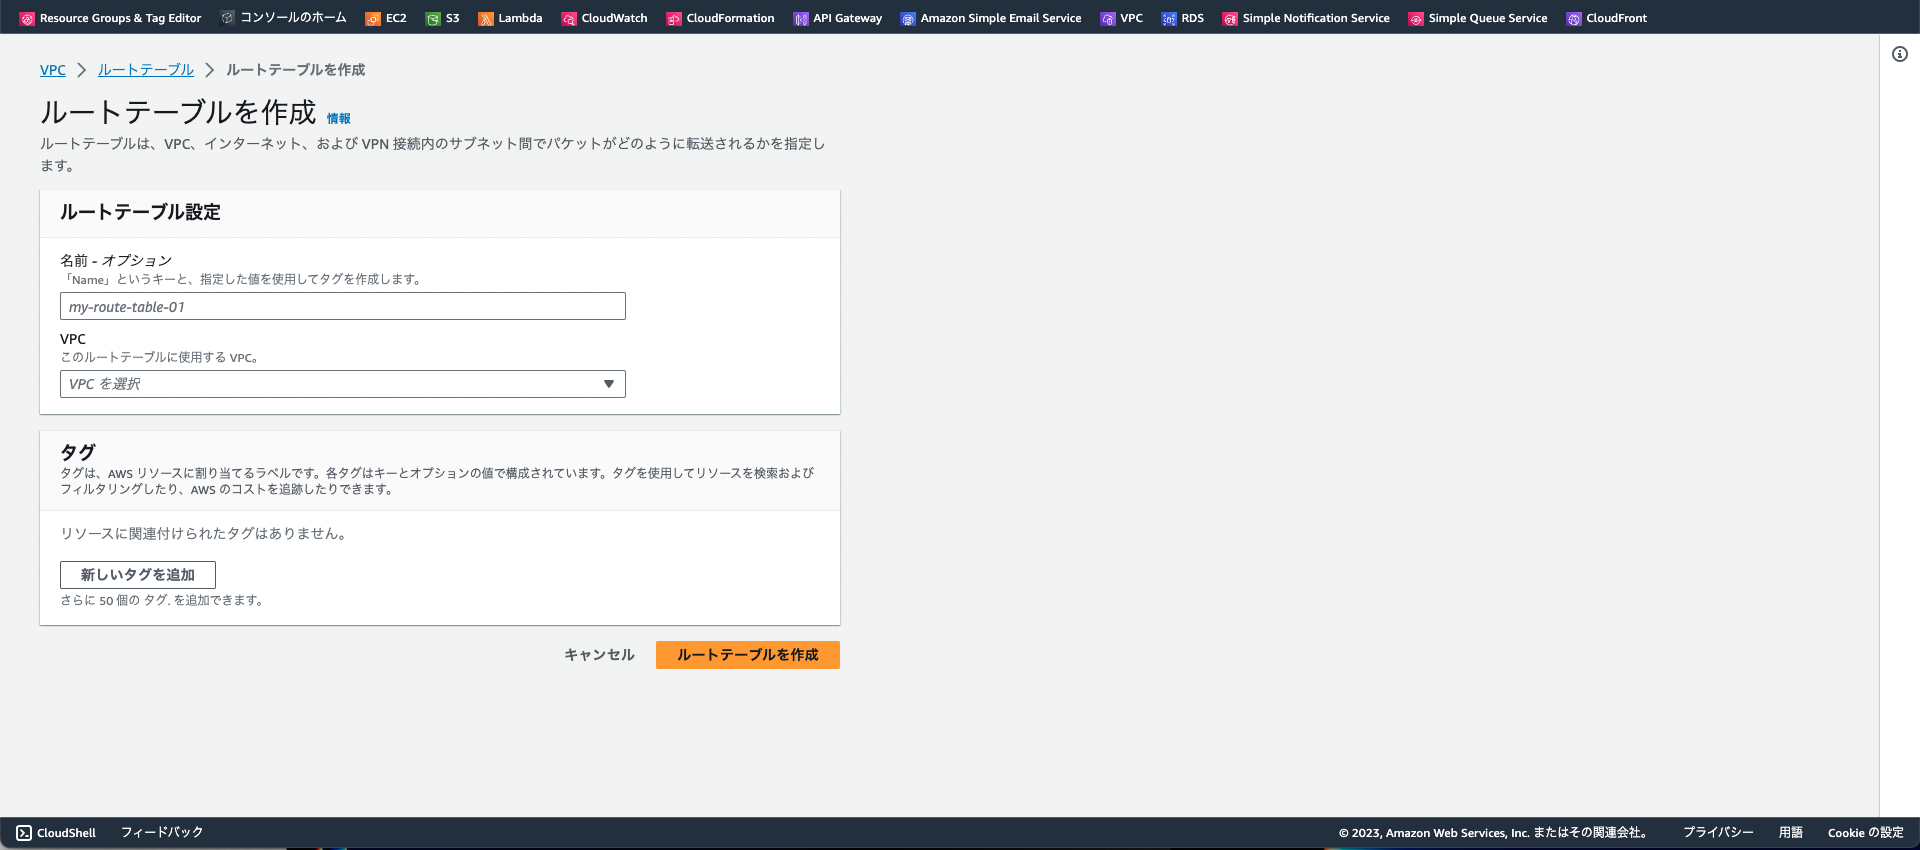 Resource Groups & Tag Editor コンソールのホーム EC2 S3 Lambda CloudWatch CloudFormation API Gateway Amazon Simple Email Service VPC RDS Simple Notification Service Simple Queue Service CloudFront
VPC > ルートテーブル > ルートテーブルを作成
ルートテーブルを作成 情報
ルートテーブルは、VPC、インターネット、および VPN 接続内のサブネット間でパケットがどのように転送されるかを指定し
ます。
ルートテーブル設定
名前 - オプション
「Name」というキーと、指定した値を使用してタグを作成します。
my-route-table-01
VPC
このルートテーブルに使用する VPC。
VPC を選択
タグ
タグは、AWS リソースに割り当てるラベルです。各タグはキーとオプションの値で構成されています。タグを使用してリソースを検索および
フィルタリングしたり、AWS のコストを追跡したりできます。
リソースに関連付けられたタグはありません。
新しいタグを追加
さらに 50 個の タグ. を追加できます。
キャンセル ルートテーブルを作成
CloudShell フィードバック © 2023, Amazon Web Services, Inc. またはその関連会社。 プライバシー 用語 Cookie の設定